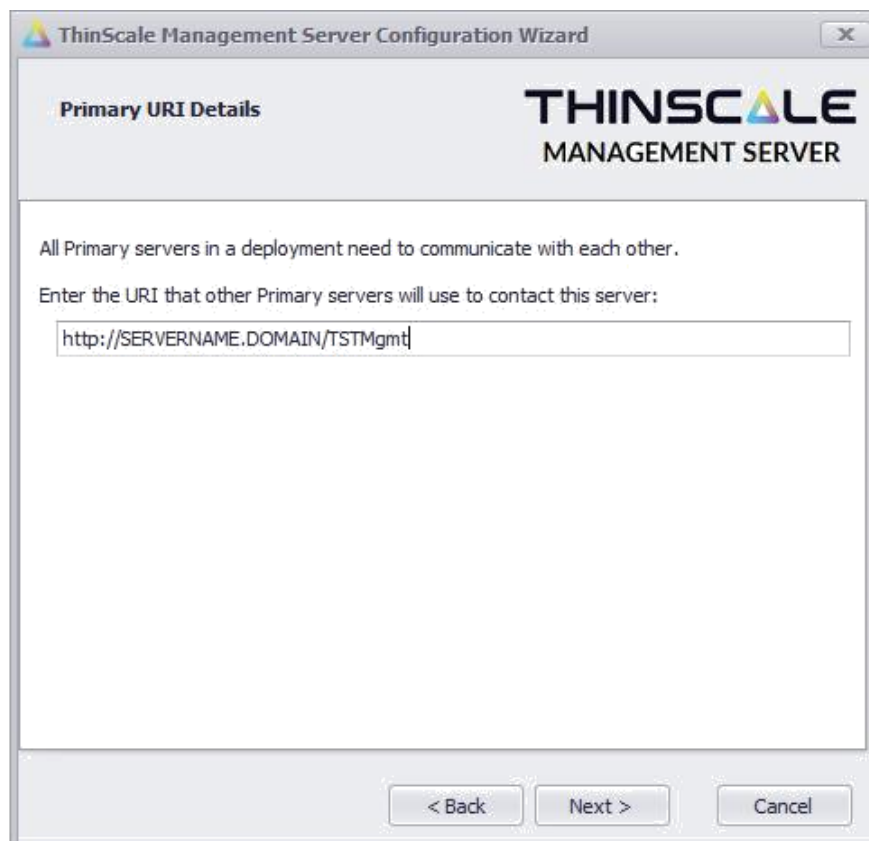 ThinScale Management Server Configuration Wizard
Primary URI Details
THINSCALE
MANAGEMENT SERVER
All Primary servers in a deployment need to communicate with each other.
Enter the URI that other Primary servers will use to contact this server:
http://SERVERNAME.DOMAIN/TSTMgmt
< Back
Next >
Cancel